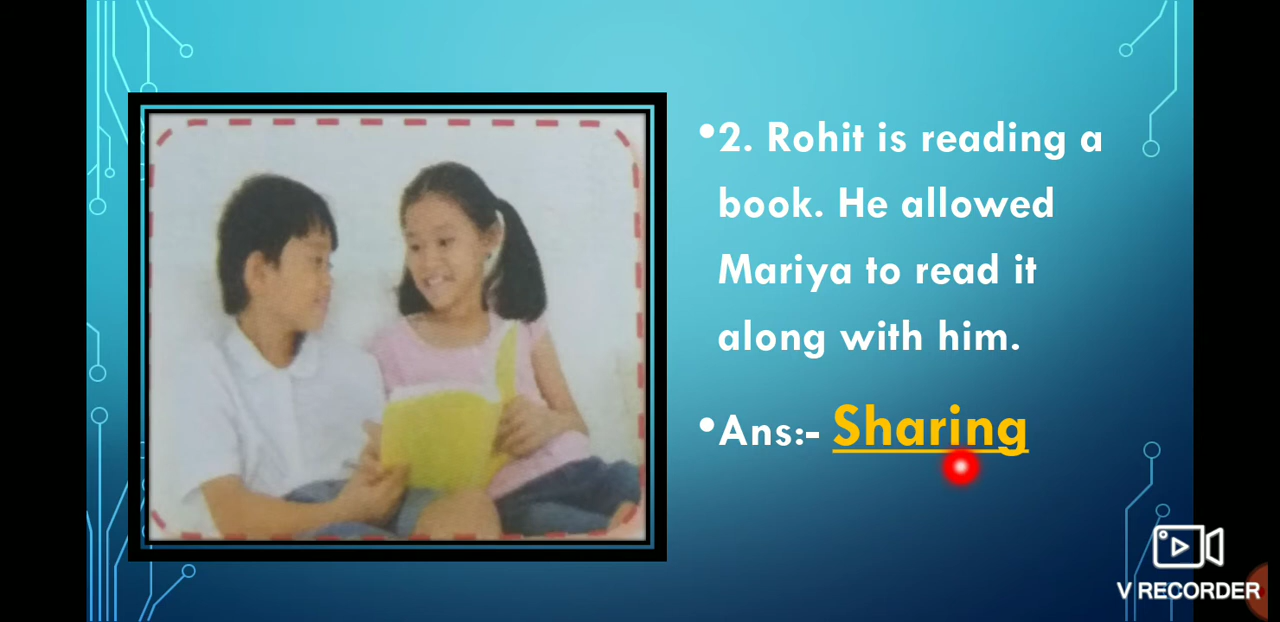 •2. Rohit is reading a
book. He allowed
Mariya to read it
along with him.
•Ans:- Sharing
V RECORDER